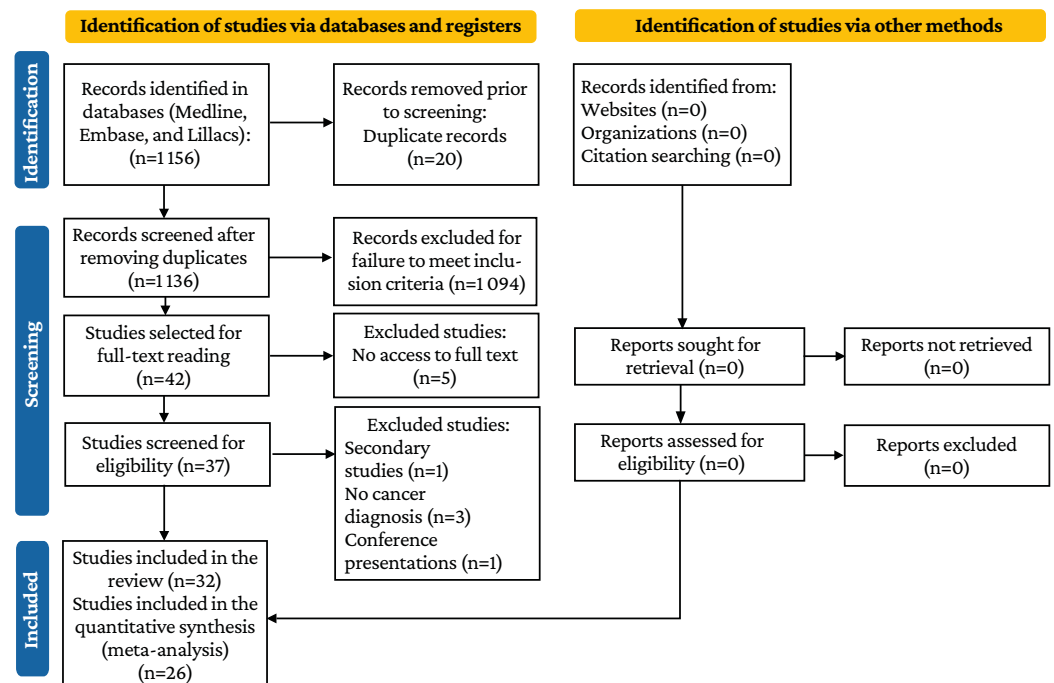 Identification of studies via databases and registers
Identification of studies via other methods
Identification
Records identified in
databases (Medline,
Embase, and Lillacs):
(n=1 156)
Records removed prior
to screening:
Duplicate records
(n=20)
Records identified from:
Websites (n=0)
Organizations (n=0)
Citation searching (n=0)
Screening
Records screened after
removing duplicates
(n=1 136)
Records excluded for
failure to meet inclu-
sion criteria (n=1 094)
Studies selected for
full-text reading
(n=42)
Excluded studies:
No access to full text
(n=5)
Reports sought for
retrieval (n=0)
Reports not retrieved
(n=0)
Studies screened for
eligibility (n=37)
Excluded studies:
Secondary
studies (n=1)
No cancer
diagnosis (n=3)
Conference
presentations (n=1)
Reports assessed for
eligibility (n=0)
Reports excluded
(n=0)
Included
Studies included in the
review (n=32)
Studies included in the
quantitative synthesis
(meta-analysis)
(n=26)